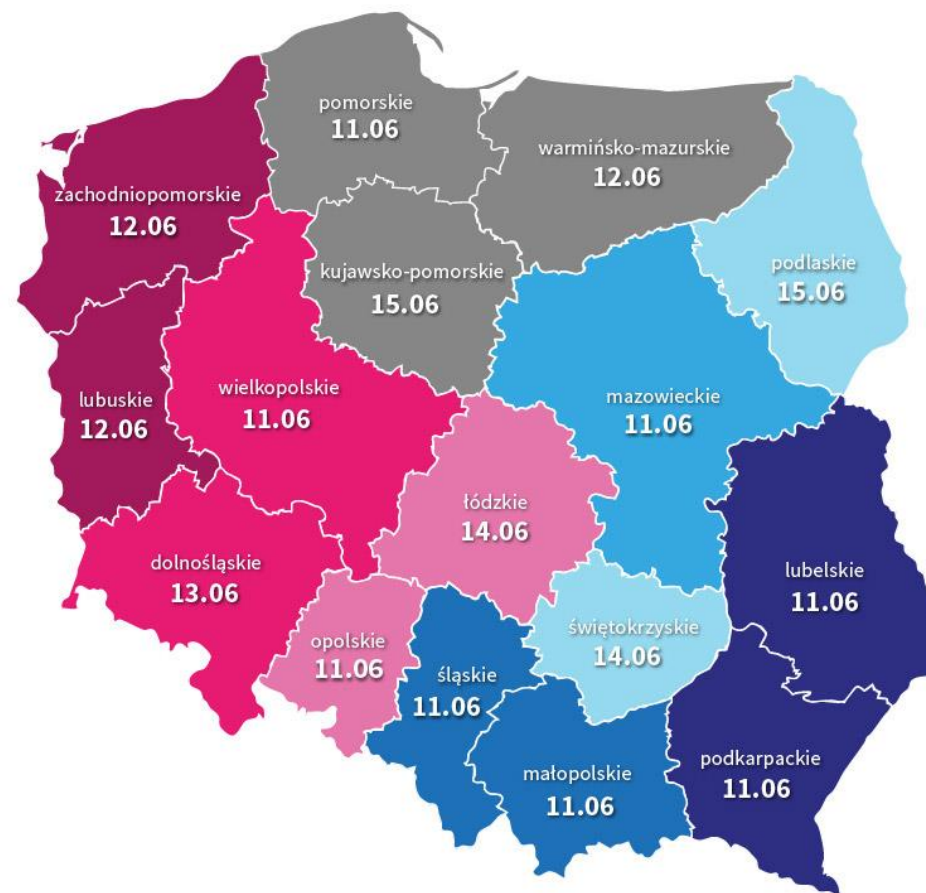 pomorskie
11.06
warmińsko-mazurskie
12.06
zachodniopomorskie
12.06
kujawsko-pomorskie
15.06
podlaskie
15.06
wielkopolskie
11.06
lubuskie
12.06
mazowieckie
11.06
łódzkie
14.06
dolnośląskie
13.06
lubelskie
11.06
opolskie
11.06
świętokrzyskie
14.06
śląskie
11.06
małopolskie
11.06
podkarpackie
11.06